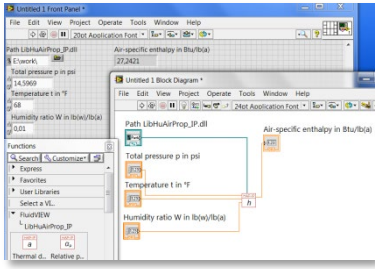 Untitled 1 Front Panel *
File Edit View Project Operate Tools Window Help
20pt Application Font
Path LibHuAirProp_IP.dll
E:\work\
Air-specific enthalpy in Btu/lb(a)
27,2421
Total pressure p in psi
14,5969
Temperature t in °F
68
Humidity ratio W in lb(w)/lb(a)
0,01
Functions
Search Customize
Express
Favorites
User Libraries
Select a VI...
FluidVIEW
LibHuAirProp_IP
a
Thermal d... Relative p...
Untitled 1 Block Diagram *
File Edit View Project Operate Tools Window Help
24pt Application Font
Path LibHuAirProp_IP.dll
Air-specific enthalpy in Btu/lb(a)
Total pressure p in psi
Temperature t in °F
h
Humidity ratio W in lb(w)/lb(a)